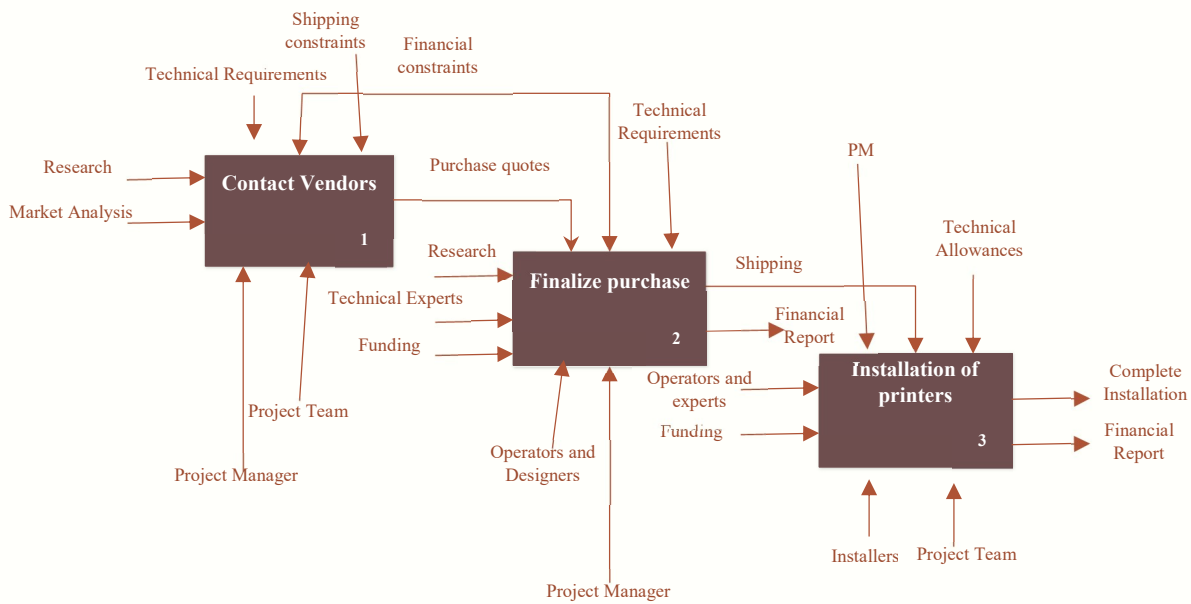 Shipping
constraints
Financial
constraints
Technical Requirements
Technical
Requirements
PM
Research
Purchase quotes
Contact Vendors
Market Analysis
1
Technical
Allowances
Research
Shipping
Finalize purchase
Technical Experts
Financial
Report
Funding
2
Installation of
printers
Operators and
experts
Complete
Installation
Project Team
Funding
Financial
Report
3
Operators and
Designers
Project Manager
Installers
Project Team
Project Manager